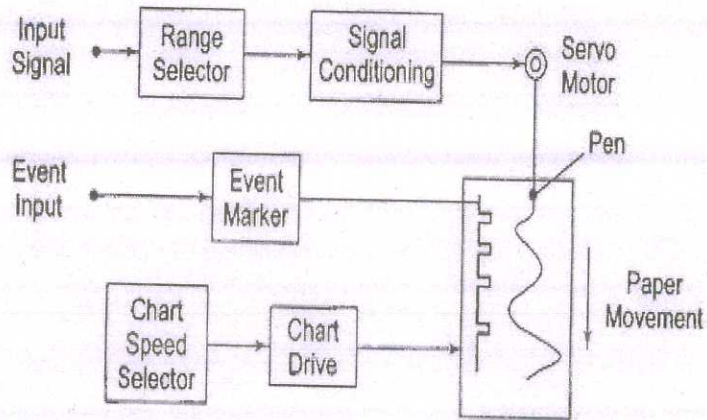 Input
Signal
Range
Selector
Signal
Conditioning
Servo
Motor
Pen
Event
Input
Event
Marker
Chart
Speed
Selector
Chart
Drive
Paper
Movement